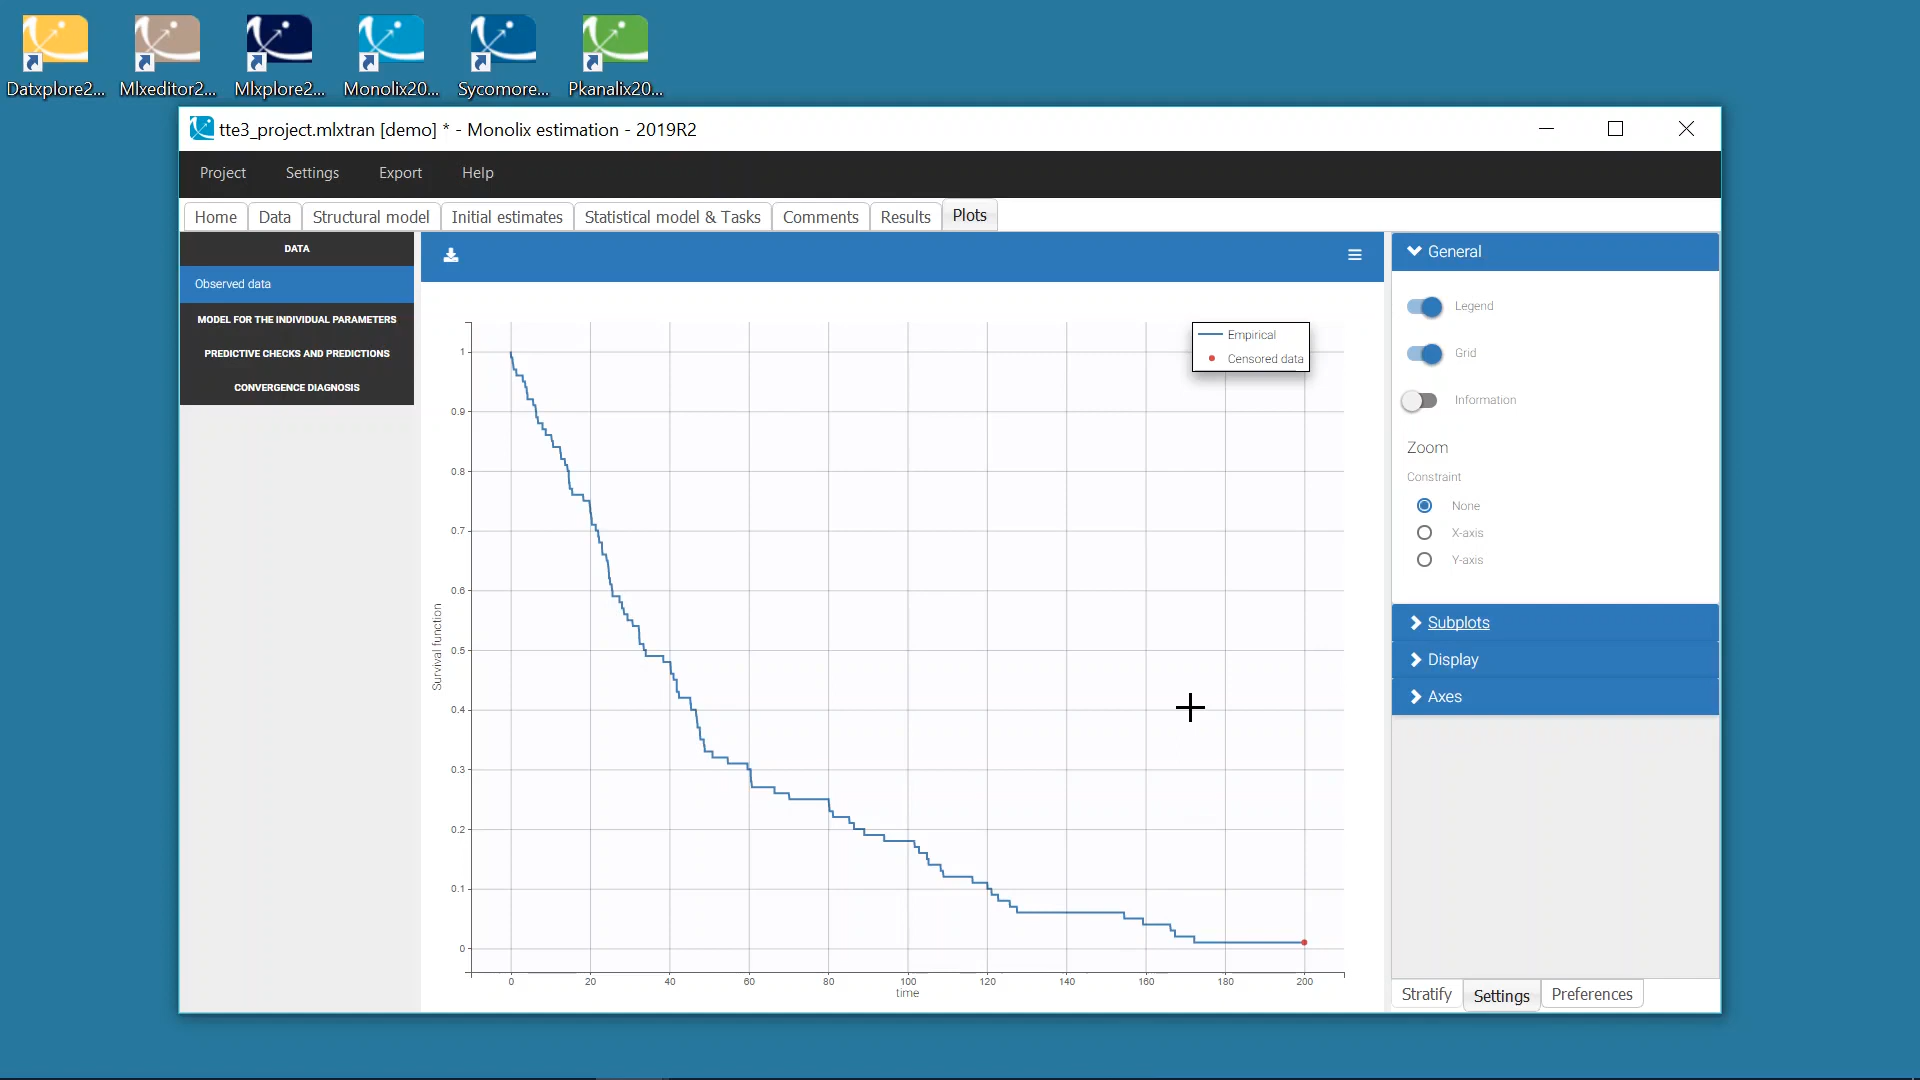 Datxplore2... Mlxeditor2... Mlxplore2... Monolix20... Sycomore... Pkanalix20...
tte3_project.mlxtran [demo] * - Monolix estimation - 2019R2
Project Settings Export Help
Home Data Structural model Initial estimates Statistical model & Tasks Comments Results Plots
DATA
Observed data
MODEL FOR THE INDIVIDUAL PARAMETERS
PREDICTIVE CHECKS AND PREDICTIONS
CONVERGENCE DIAGNOSIS
Empirical
Censored data
1
0.9
0.8
0.7
0.6
0.5
0.4
0.3
0.2
0.1
0
Survival function
0 20 40 60 80 100 120 140 160 180 200
time
General
Legend
Grid
Information
Zoom
Constraint
None
X-axis
Y-axis
Subplots
Display
Axes
Stratify Settings Preferences